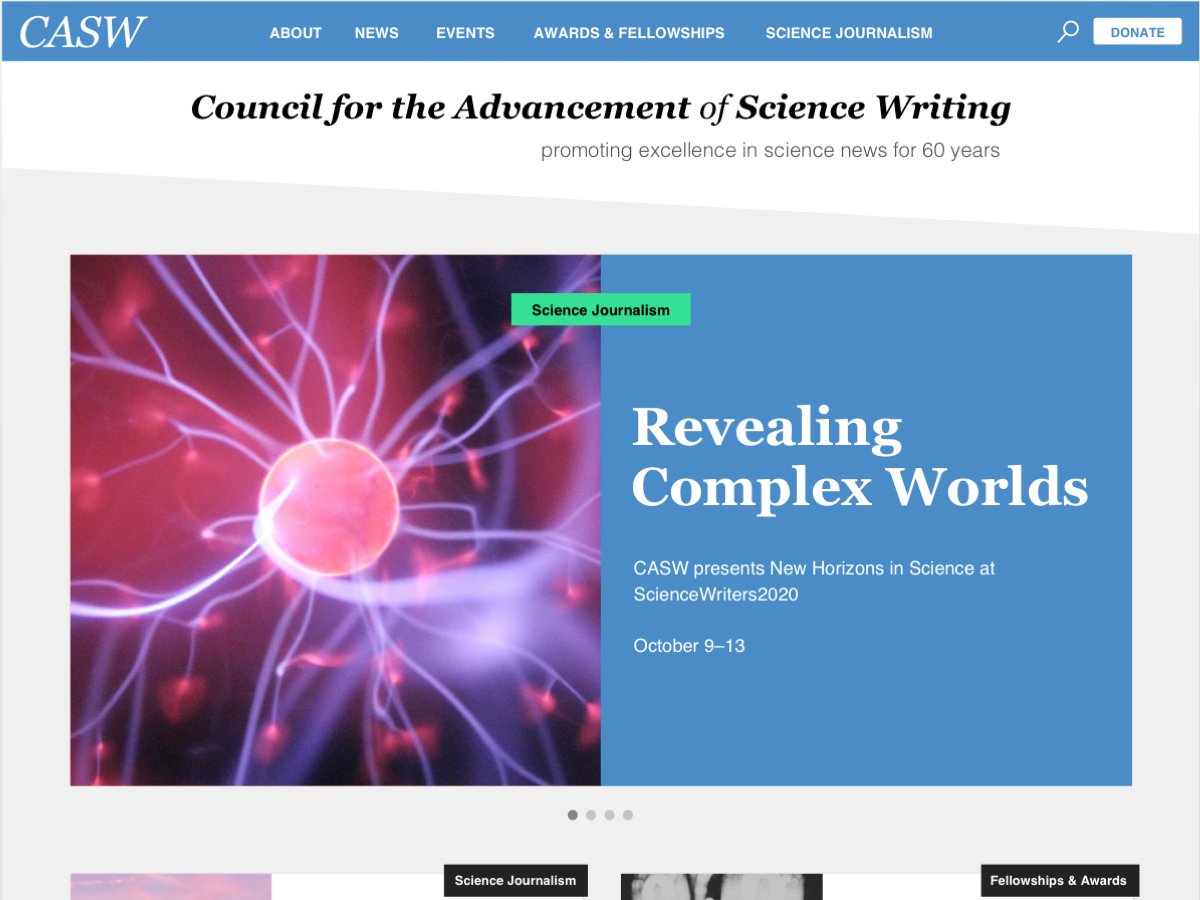 CASW
ABOUT NEWS EVENTS AWARDS & FELLOWSHIPS SCIENCE JOURNALISM
DONATE
Council for the Advancement of Science Writing
promoting excellence in science news for 60 years
Science Journalism
Revealing
Complex Worlds
CASW presents New Horizons in Science at
ScienceWriters2020
October 9–13
Science Journalism
Fellowships & Awards